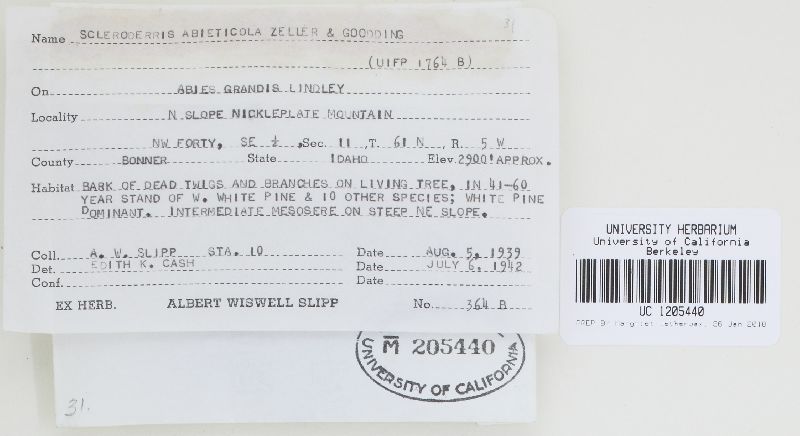 31
Name SCLERODERRIS ABIETICOLA ZELLER & GOODDING
(UIFP 1764 B)
On ABIES GRANDIS LINDLEY
Locality N SLOPE NICKLEPLATE MOUNTAIN
NW FORTY, SE ¼, Sec. 11, T. 61 N, R. 5 W
County BONNER State IDAHO Elev. 2900' APPROX.
Habitat BARK OF DEAD TWIGS AND BRANCHES ON LIVING TREE, IN 41-60
YEAR STAND OF W. WHITE PINE & 10 OTHER SPECIES; WHITE PINE
DOMINANT. INTERMEDIATE MESOSERE ON STEEP NE SLOPE.
Coll. A. W. SLIPP STA. 10 Date AUG. 5, 1939
Det. EDITH K. CASH Date JULY 6, 1942
Conf. Date
EX HERB. ALBERT WISWELL SLIPP No. 364 B
M 205440
UNIVERSITY OF CALIFORNIA
31.
UNIVERSITY HERBARIUM
University of California
Berkeley
UC 1205440